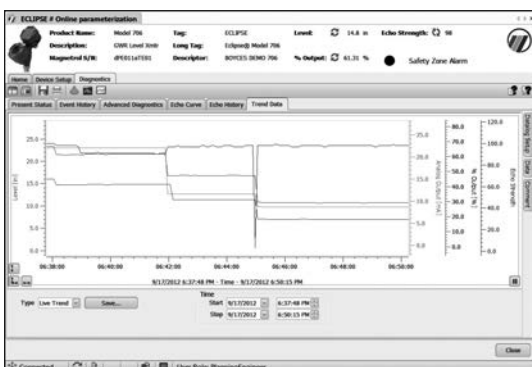 ECLIPSE # Online parameterization
Product Name: Model 706 Tag: ECLIPSE Level: 14.8 in Echo Strength: 98
Description: GWR Level Xmtr Long Tag: Eclipse® Model 706
Magnetrol S/N: Descriptor: BOYCES DEMO 706 % Output: 61.31 % Safety Zone Alarm
Home Device Setup Diagnostics
Present Status Event History Advanced Diagnostics Echo Curve Echo History Trend Data
25.0
20.0
15.0
10.0
5.0
0.0
Level [in]
25.0
20.0
15.0
10.0
5.0
0.0
Analog Output [mA]
80.0
70.0
60.0
50.0
40.0
30.0
20.0
10.0
0.0
% Output [%]
120.0
100.0
80.0
60.0
40.0
20.0
0.0
Echo Strength
Datalog Setup
Data
Comment
06:38:00 06:40:00 06:42:00 06:44:00 06:46:00 06:48:00 06:50:00
9/17/2012 6:37:48 PM - Time - 9/17/2012 6:50:15 PM
Type Live Trend Save...
Time
Start 9/17/2012 6:37:48 PM
Stop 9/17/2012 6:50:15 PM
Close
Connected